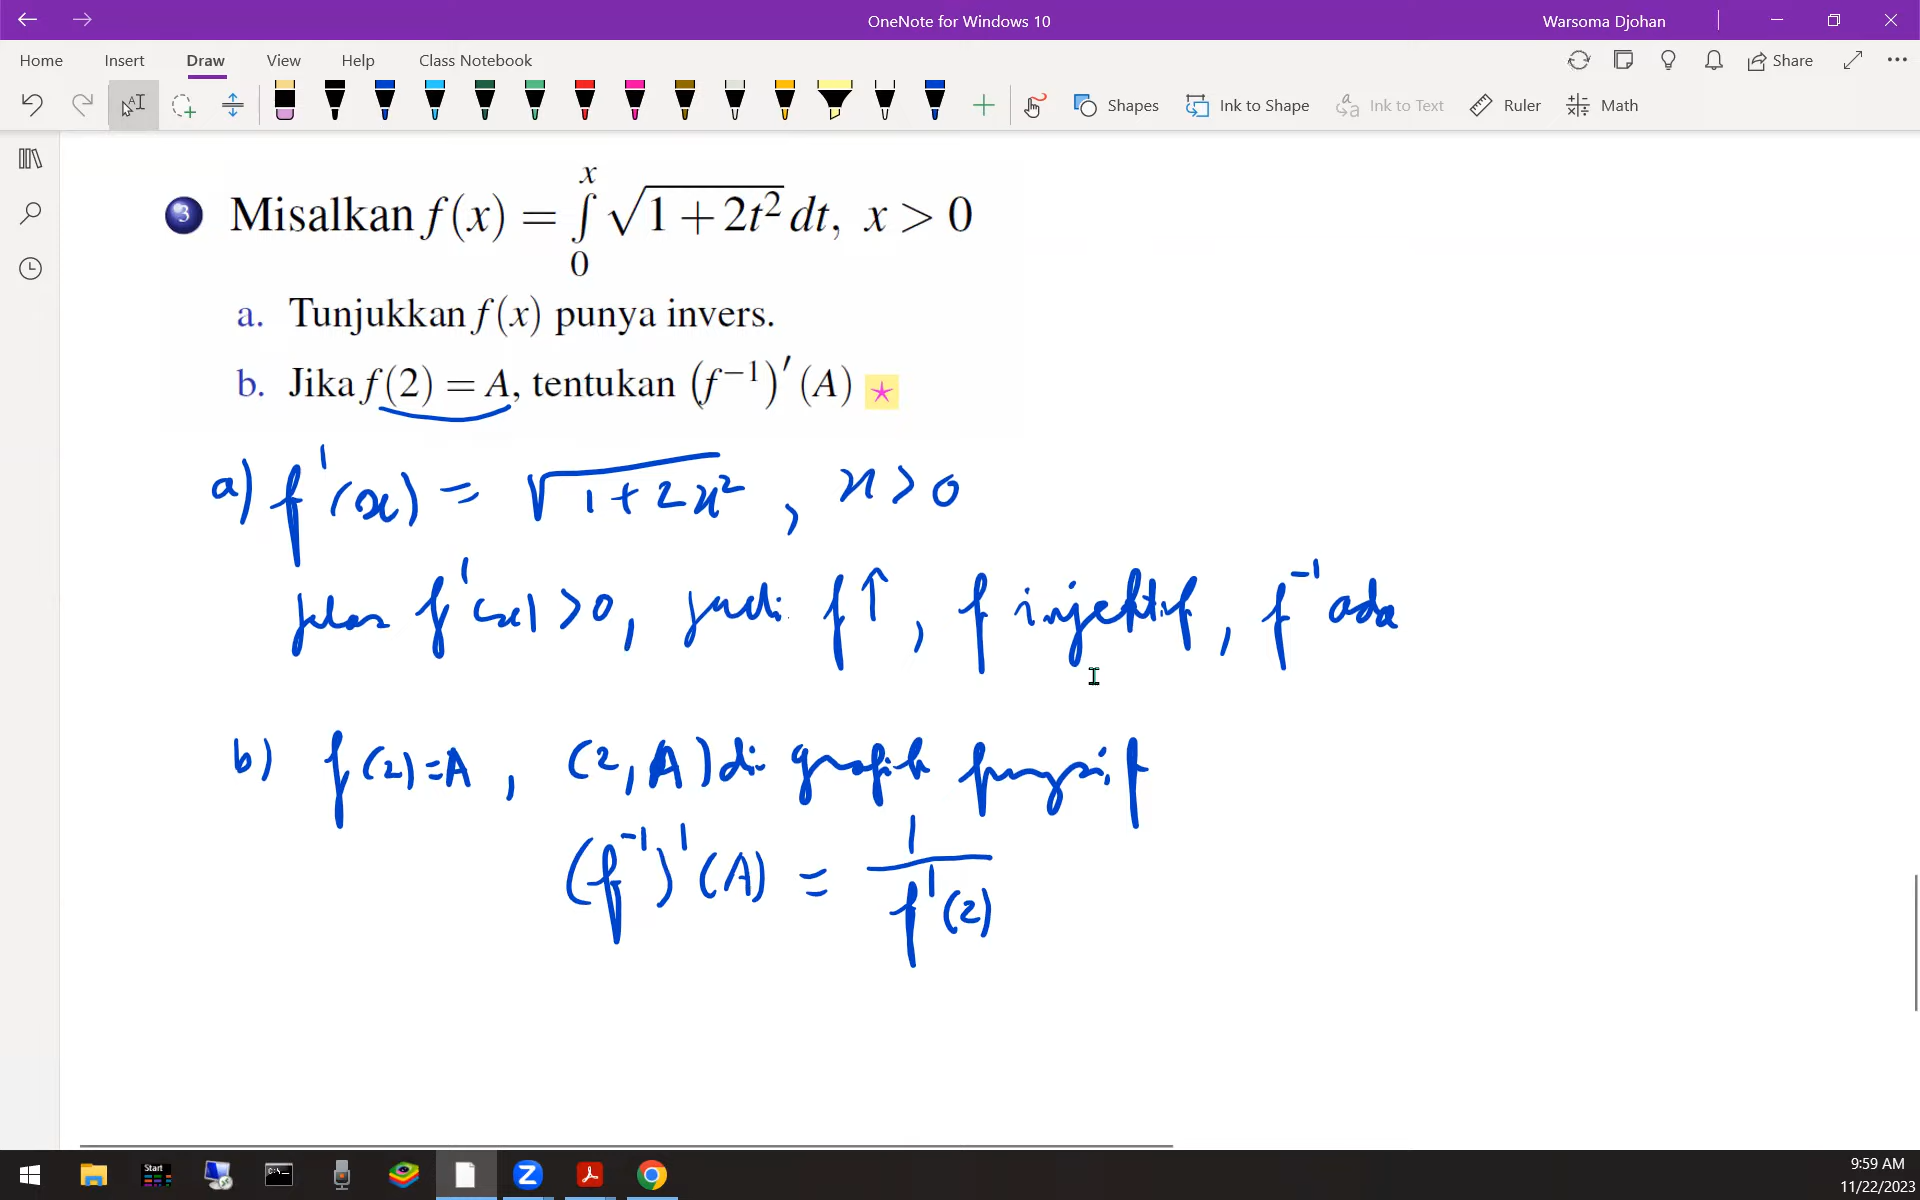 OneNote for Windows 10
Warsoma Djohan
Home Insert Draw View Help Class Notebook
Share
Shapes Ink to Shape Ink to Text Ruler Math
3 Misalkan f(x) = ∫₀ˣ √(1+2t²) dt, x > 0
a. Tunjukkan f(x) punya invers.
b. Jika f(2) = A, tentukan (f⁻¹)′(A) ★
a) f'(x) = √(1+2x²), x > 0
jelas f'(x) > 0, jadi f↑, f injektif, f⁻¹ ada
b) f(2)=A, (2,A) di grafik fungsi f
(f⁻¹)'(A) = 1/f'(2)
Start
9:59 AM
11/22/2023